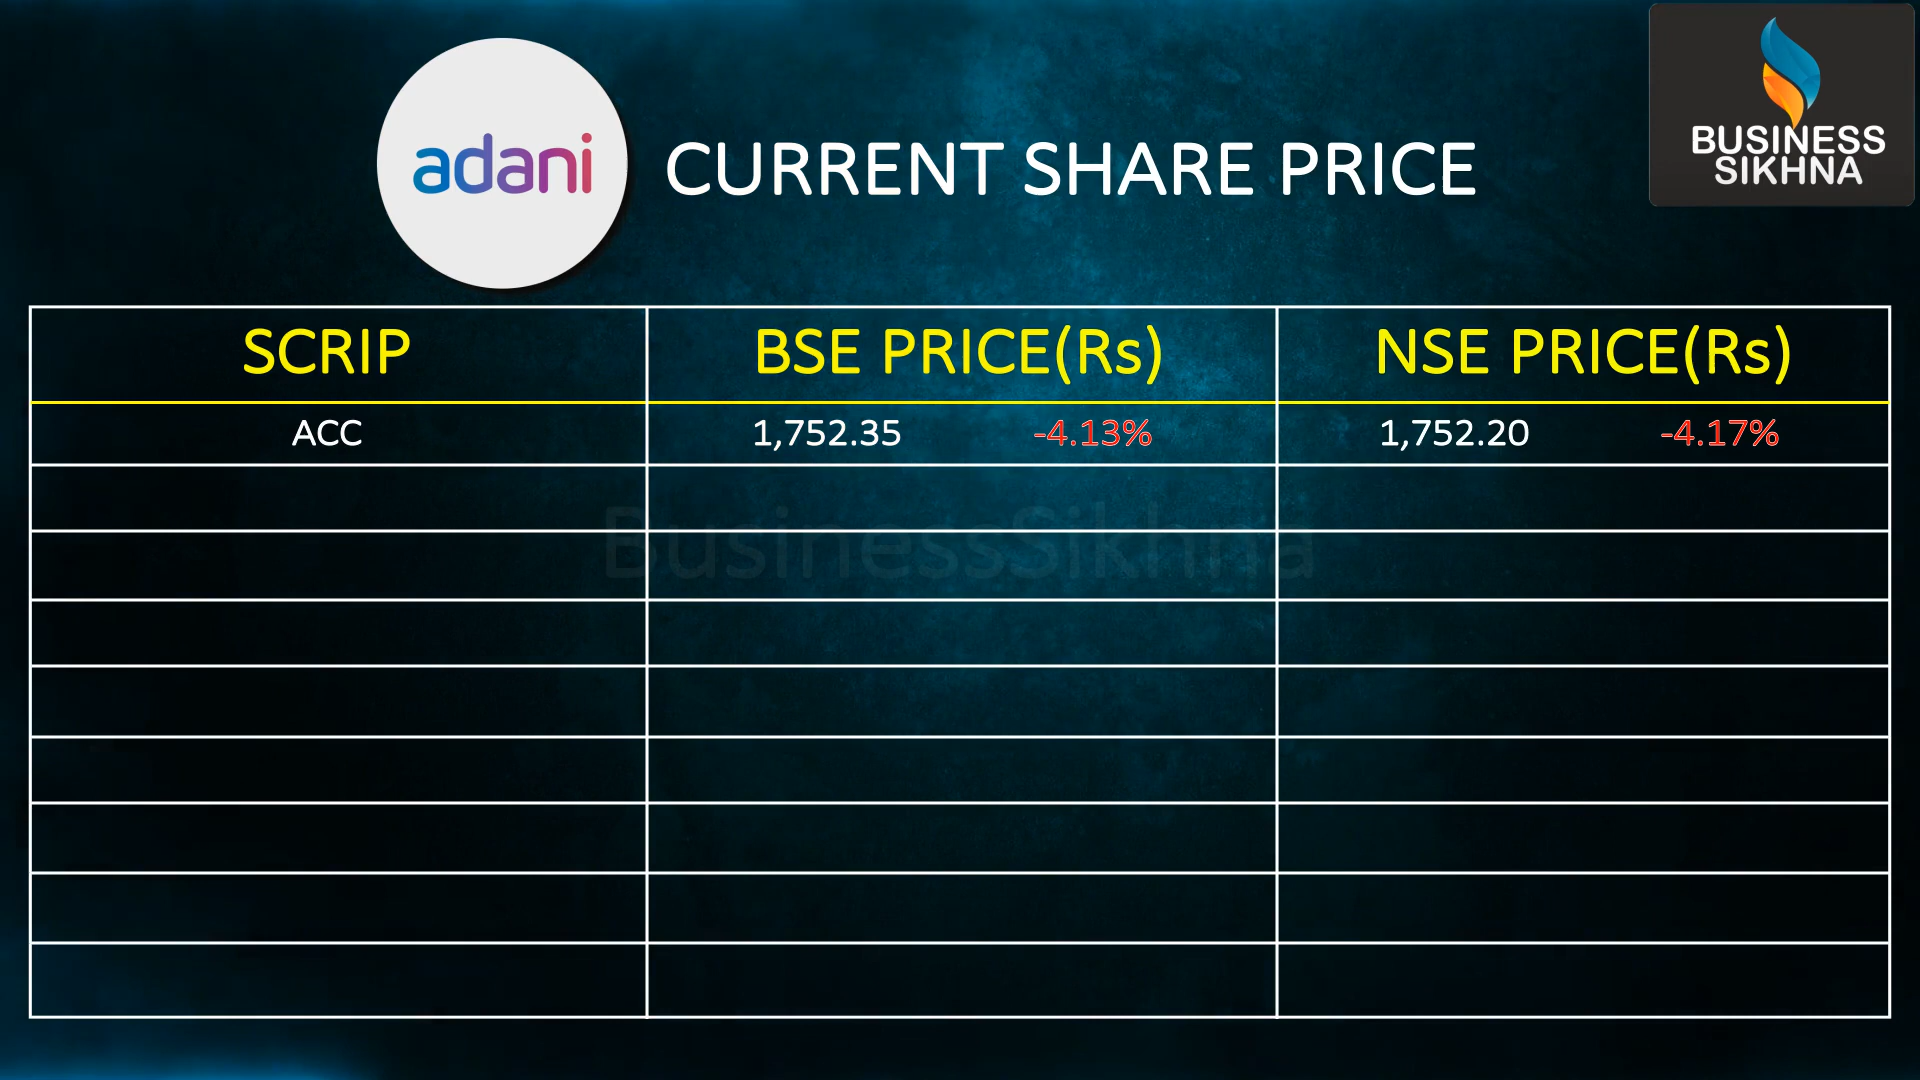 adani
CURRENT SHARE PRICE
BUSINESS
SIKHNA
SCRIP BSE PRICE(Rs) NSE PRICE(Rs)
ACC 1,752.35 -4.13% 1,752.20 -4.17%
BusinessSikhna